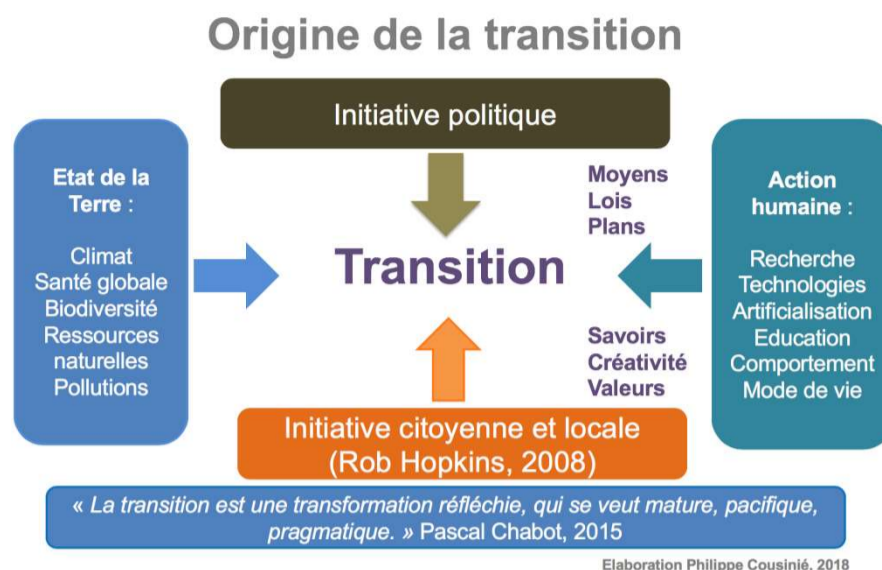 Origine de la transition
Initiative politique
Etat de la
Terre :
Climat
Santé globale
Biodiversité
Ressources
naturelles
Pollutions
Transition
Moyens
Lois
Plans
Savoirs
Créativité
Valeurs
Action
humaine :
Recherche
Technologies
Artificialisation
Education
Comportement
Mode de vie
Initiative citoyenne et locale
(Rob Hopkins, 2008)
« La transition est une transformation réfléchie, qui se veut mature, pacifique,
pragmatique. » Pascal Chabot, 2015
Elaboration Philippe Cousinié, 2018